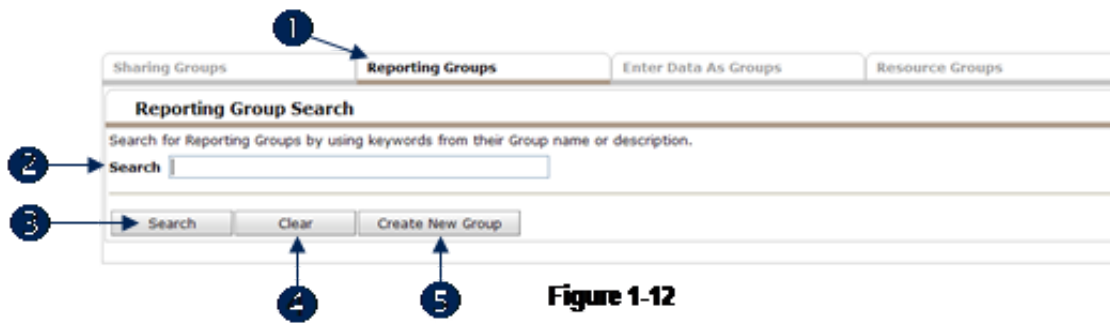 1
Sharing Groups Reporting Groups Enter Data As Groups Resource Groups
Reporting Group Search
Search for Reporting Groups by using keywords from their Group name or description.
2 Search
3 Search Clear Create New Group
4 5 Figure 1-12